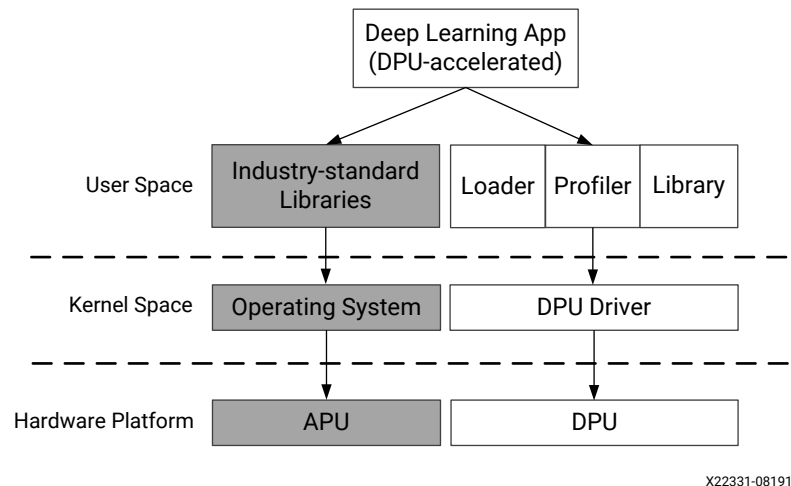 Deep Learning App
(DPU-accelerated)
User Space
Industry-standard
Libraries
Loader
Profiler
Library
Kernel Space
Operating System
DPU Driver
Hardware Platform
APU
DPU
X22331-08191